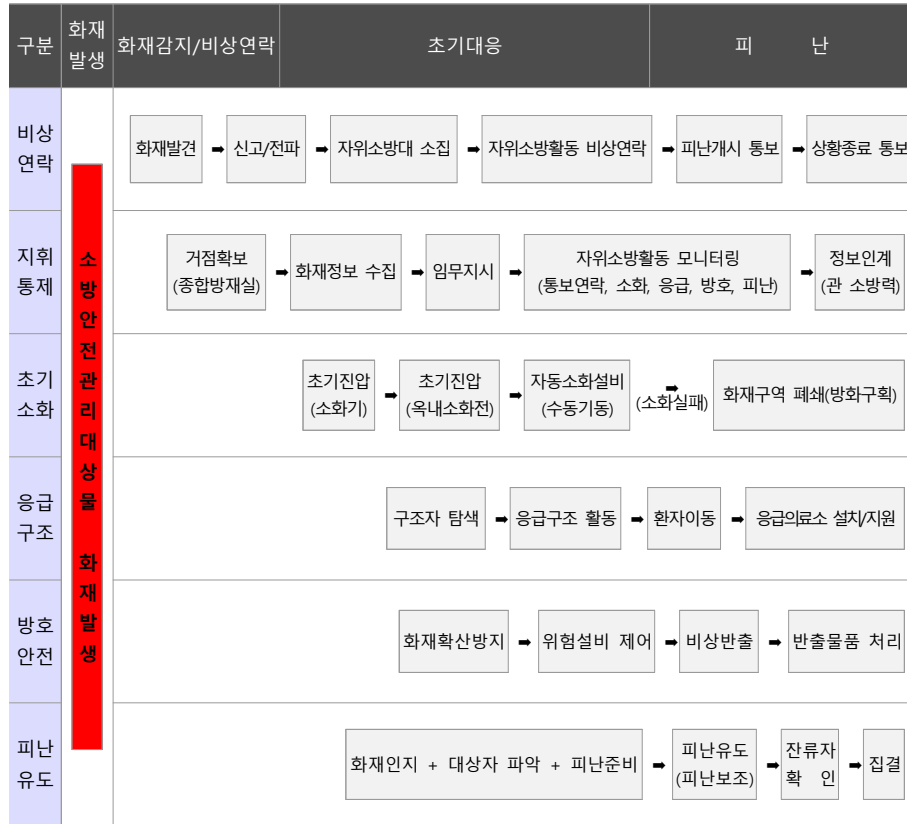 구분 화재발생 화재감지/비상연락 초기대응 피 난
비상연락
화재발견 ➡ 신고/전파 ➡ 자위소방대 소집 ➡ 자위소방활동 비상연락 ➡ 피난개시 통보 ➡ 상황종료 통보
지휘통제
거점확보
(종합방재실)
➡ 화재정보 수집 ➡ 임무지시 ➡
자위소방활동 모니터링
(통보연락, 소화, 응급, 방호, 피난)
➡
정보인계
(관 소방력)
초기소화
초기진압
(소화기)
➡
초기진압
(옥내소화전)
➡
자동소화설비
(수동기동)
➡
(소화실패)
화재구역 폐쇄(방화구획)
응급구조
구조자 탐색 ➡ 응급구조 활동 ➡ 환자이동 ➡ 응급의료소 설치/지원
방호안전
화재확산방지 ➡ 위험설비 제어 ➡ 비상반출 ➡ 반출물품 처리
피난유도
화재인지 + 대상자 파악 + 피난준비 ➡
피난유도
(피난보조)
➡
잔류자
확 인
➡ 집결
소방안전관리대상물 화재발생